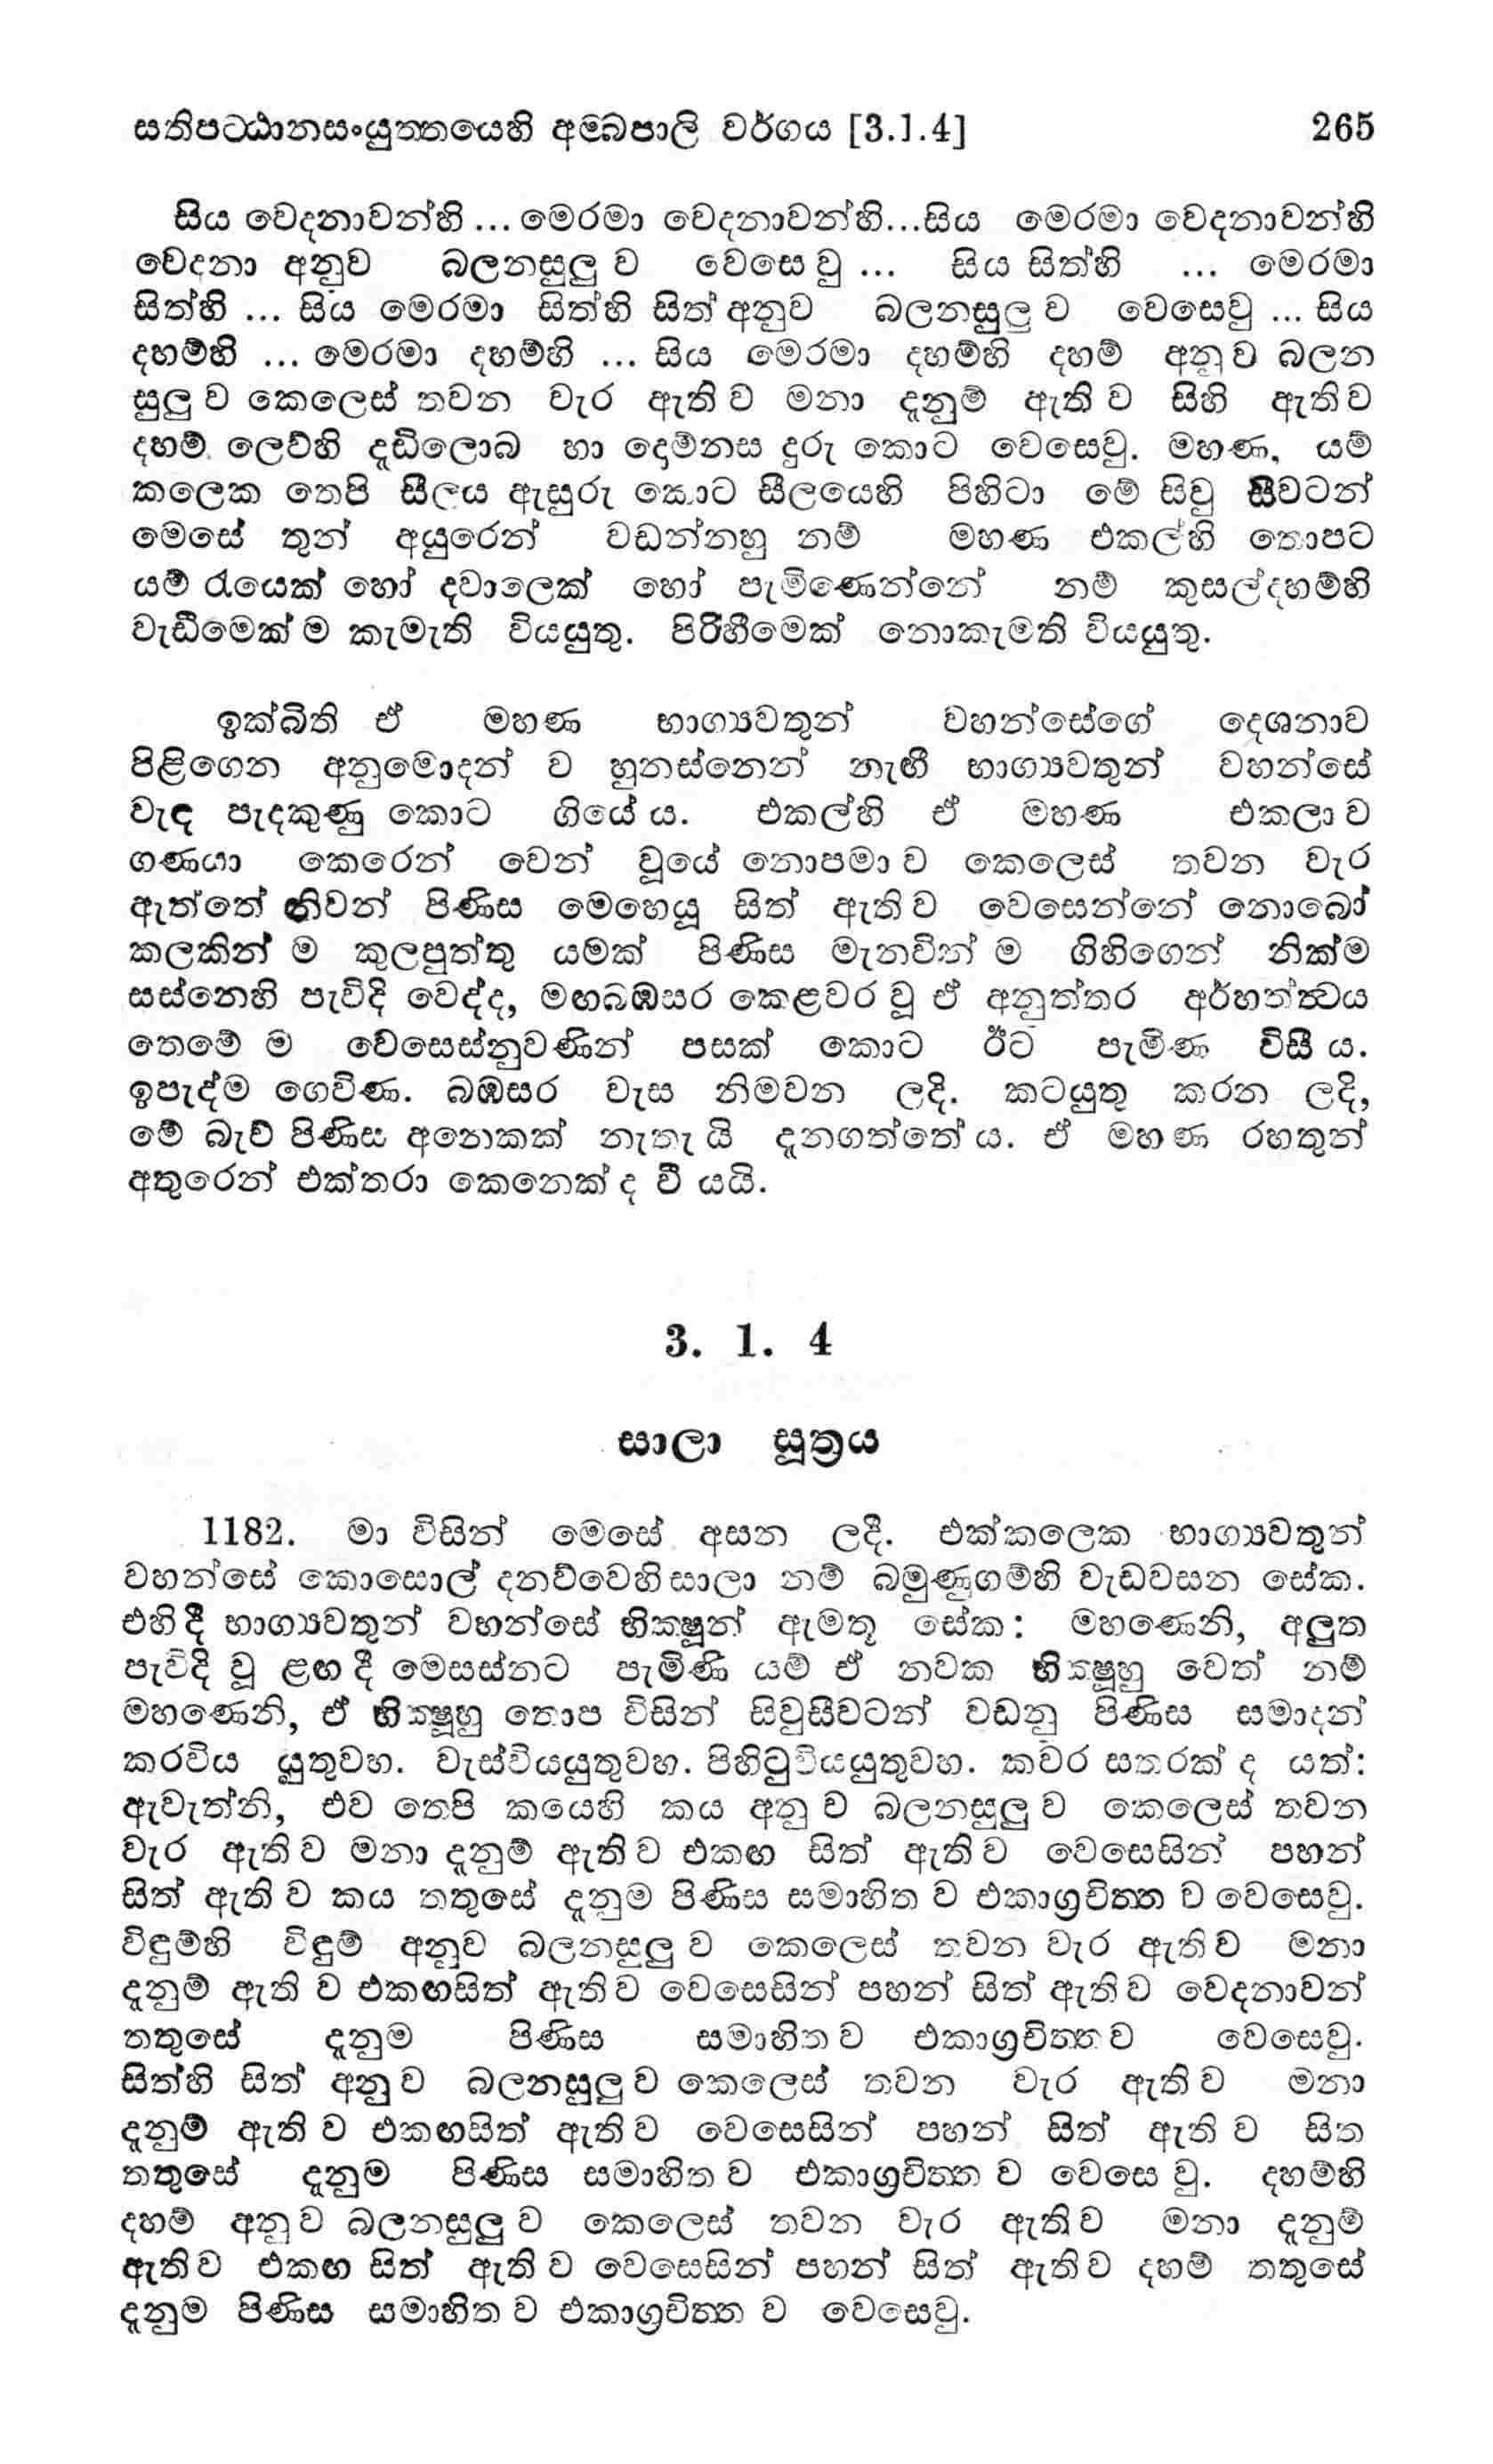 සතිපට්ඨානසංයුත්තයෙහි අම්බපාලි වර්ගය [3.1.4] 265
සිය වෙදනාවන්හි ... මෙරමා වෙදනාවන්හි...සිය මෙරමා වෙදනාවන්හි
වෙදනා අනුව බලනසුලු ව වෙසෙ වු ... සිය සිත්හි ... මෙරමා
සිත්හි ... සිය මෙරමා සිත්හි සිත් අනුව බලනසුලු ව වෙසෙවු ... සිය
දහම්හි ... මෙරමා දහම්හි ... සිය මෙරමා දහම්හි දහම් අනුව බලන
සුලු ව කෙලෙස් තවන වැර ඇති ව මනා දැනුම් ඇති ව සිහි ඇතිව
දහම් ලෙව්හි දැඩිලොබ හා දොම්නස දුරු කොට වෙසෙවු. මහණ, යම්
කලෙක තෙපි සීලය ඇසුරු කොට සීලයෙහි පිහිටා මේ සිවු සීවටන්
මෙසේ තුන් අයුරෙන් වඩන්නහු නම් මහණ එකල්හි තොපට
යම් රැයෙක් හෝ දවාලෙක් හෝ පැමිණෙන්නේ නම් කුසල්දහම්හි
වැඩීමෙක් ම කැමැති වියයුතු. පිරිහීමෙක් නොකැමති වියයුතු.
ඉක්බිති ඒ මහණ භාග්‍යවතුන් වහන්සේගේ දෙශනාව
පිළිගෙන අනුමොදන් ව හුනස්නෙන් නැඟී භාග්‍යවතුන් වහන්සේ
වැඳ පැදකුණු කොට ගියේ ය. එකල්හි ඒ මහණ එකලා ව
ගණයා කෙරෙන් වෙන් වූයේ නොපමා ව කෙලෙස් තවන වැර
ඇත්තේ නිවන් පිණිස මෙහෙයූ සිත් ඇති ව වෙසෙන්නේ නොබෝ
කලකින් ම කුලපුත්තු යමක් පිණිස මැනවින් ම ගිහිගෙන් නික්ම
සස්නෙහි පැවිදි වෙද්ද, මඟබඹසර කෙළවර වූ ඒ අනුත්තර අර්හත්ත්‍වය
තෙමේ ම වෙසෙස්නුවණින් පසක් කොට ඊට පැමිණ විසී ය.
ඉපැද්ම ගෙවිණ. බඹසර වැස නිමවන ලදි. කටයුතු කරන ලදි,
මේ බැව් පිණිස අනෙකක් නැතැ යි දැනගත්තේ ය. ඒ මහණ රහතුන්
අතුරෙන් එක්තරා කෙනෙක් ද වී යයි.
3. 1. 4
සාලා සූත්‍රය
1182. මා විසින් මෙසේ අසන ලදී. එක්කලෙක භාග්‍යවතුන්
වහන්සේ කොසොල් දනව්වෙහි සාලා නම් බමුණුගම්හි වැඩවසන සේක.
එහි දී භාග්‍යවතුන් වහන්සේ භික්‍ෂූන් ඇමතූ සේක: මහණෙනි, අලුත
පැවිදි වූ ළඟ දී මෙසස්නට පැමිණි යම් ඒ නවක භික්‍ෂූහු වෙත් නම්
මහණෙනි, ඒ භික්‍ෂූහු තොප විසින් සිවුසීවටන් වඩනු පිණිස සමාදන්
කරවිය යුතුවහ. වැස්වියයුතුවහ. පිහිටුවියයුතුවහ. කවර සතරක් ද යත්:
ඇවැත්නි, එව තෙපි කයෙහි කය අනු ව බලනසුලු ව කෙලෙස් තවන
වැර ඇති ව මනා දැනුම් ඇති ව එකඟ සිත් ඇති ව වෙසෙසින් පහන්
සිත් ඇති ව කය තතුසේ දැනුම පිණිස සමාහිත ව එකාග්‍රචිත්ත ව වෙසෙවු.
විඳුම්හි විඳුම් අනුව බලනසුලු ව කෙලෙස් තවන වැර ඇතිව මනා
දැනුම් ඇති ව එකඟසිත් ඇති ව වෙසෙසින් පහන් සිත් ඇති ව වෙදනාවන්
තතුසේ දැනුම පිණිස සමාහිත ව එකාග්‍රචිත්ත ව වෙසෙවු.
සිත්හි සිත් අනු ව බලනසුලු ව කෙලෙස් තවන වැර ඇති ව මනා
දැනුම් ඇති ව එකඟසිත් ඇති ව වෙසෙසින් පහන් සිත් ඇති ව සිත
තතුසේ දැනුම පිණිස සමාහිත ව එකාග්‍රචිත්ත ව වෙසෙ වු. දහම්හි
දහම් අනු ව බලනසුලු ව කෙලෙස් තවන වැර ඇතිව මනා දැනුම්
ඇතිව එකඟ සිත් ඇති ව වෙසෙසින් පහන් සිත් ඇතිව දහම් තතුසේ
දැනුම පිණිස සමාහිත ව එකාග්‍රචිත්ත ව වෙසෙවු.